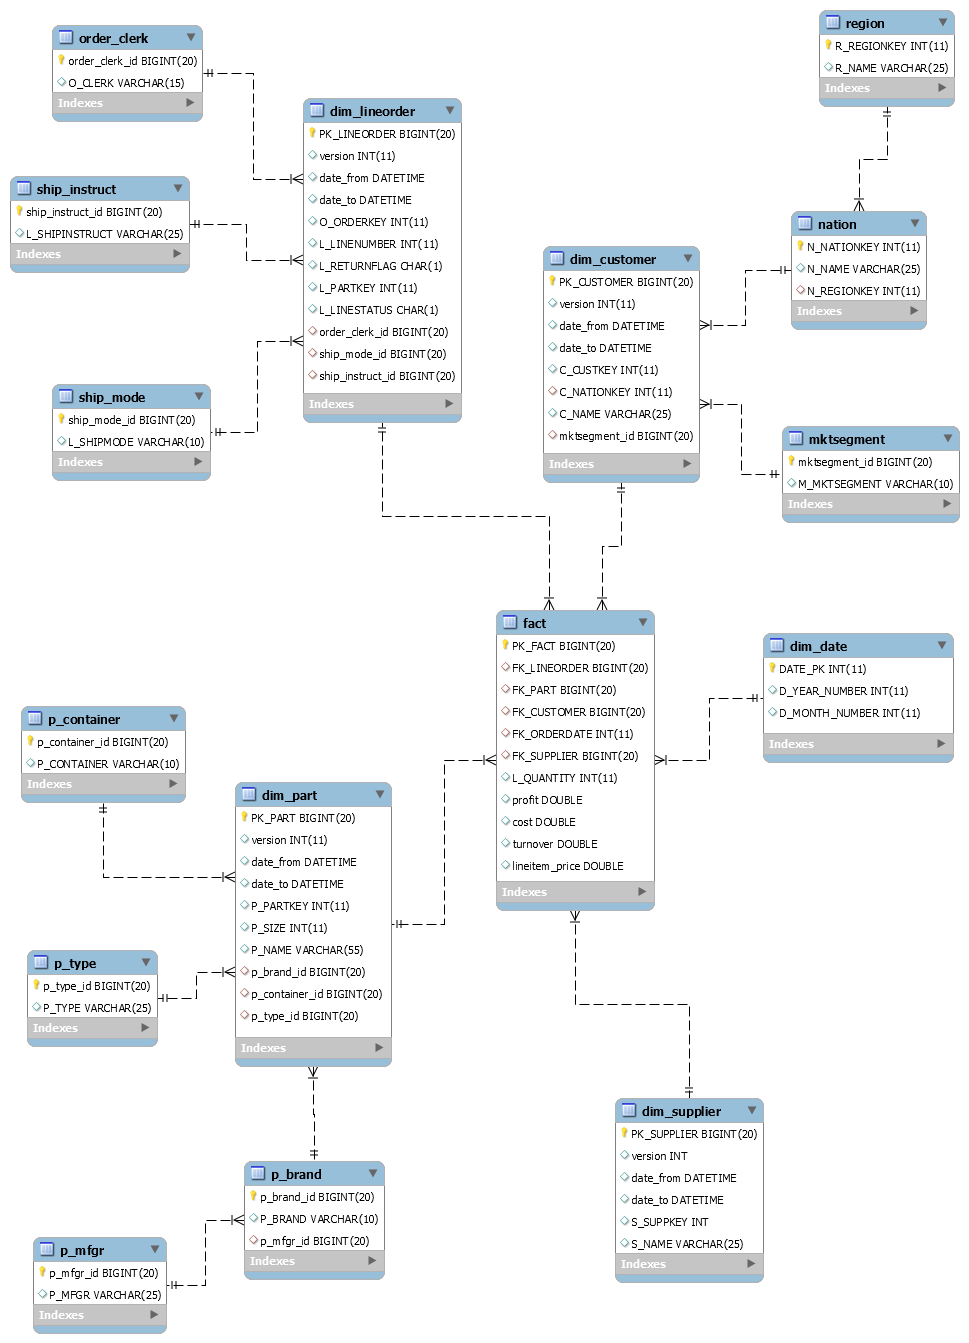 order_clerk
order_clerk_id BIGINT(20)
O_CLERK VARCHAR(15)
Indexes
region
R_REGIONKEY INT(11)
R_NAME VARCHAR(25)
Indexes
dim_lineorder
PK_LINEORDER BIGINT(20)
version INT(11)
date_from DATETIME
date_to DATETIME
O_ORDERKEY INT(11)
L_LINENUMBER INT(11)
L_RETURNFLAG CHAR(1)
L_PARTKEY INT(11)
L_LINESTATUS CHAR(1)
order_clerk_id BIGINT(20)
ship_mode_id BIGINT(20)
ship_instruct_id BIGINT(20)
Indexes
ship_instruct
ship_instruct_id BIGINT(20)
L_SHIPINSTRUCT VARCHAR(25)
Indexes
nation
N_NATIONKEY INT(11)
N_NAME VARCHAR(25)
N_REGIONKEY INT(11)
Indexes
dim_customer
PK_CUSTOMER BIGINT(20)
version INT(11)
date_from DATETIME
date_to DATETIME
C_CUSTKEY INT(11)
C_NATIONKEY INT(11)
C_NAME VARCHAR(25)
mktsegment_id BIGINT(20)
Indexes
ship_mode
ship_mode_id BIGINT(20)
L_SHIPMODE VARCHAR(10)
Indexes
mktsegment
mktsegment_id BIGINT(20)
M_MKTSEGMENT VARCHAR(10)
Indexes
fact
PK_FACT BIGINT(20)
FK_LINEORDER BIGINT(20)
FK_PART BIGINT(20)
FK_CUSTOMER BIGINT(20)
FK_ORDERDATE INT(11)
FK_SUPPLIER BIGINT(20)
L_QUANTITY INT(11)
profit DOUBLE
cost DOUBLE
turnover DOUBLE
lineitem_price DOUBLE
Indexes
dim_date
DATE_PK INT(11)
D_YEAR_NUMBER INT(11)
D_MONTH_NUMBER INT(11)
Indexes
p_container
p_container_id BIGINT(20)
P_CONTAINER VARCHAR(10)
Indexes
dim_part
PK_PART BIGINT(20)
version INT(11)
date_from DATETIME
date_to DATETIME
P_PARTKEY INT(11)
P_SIZE INT(11)
P_NAME VARCHAR(55)
p_brand_id BIGINT(20)
p_container_id BIGINT(20)
p_type_id BIGINT(20)
Indexes
p_type
p_type_id BIGINT(20)
P_TYPE VARCHAR(25)
Indexes
dim_supplier
PK_SUPPLIER BIGINT(20)
version INT
date_from DATETIME
date_to DATETIME
S_SUPPKEY INT
S_NAME VARCHAR(25)
Indexes
p_brand
p_brand_id BIGINT(20)
P_BRAND VARCHAR(10)
p_mfgr_id BIGINT(20)
Indexes
p_mfgr
p_mfgr_id BIGINT(20)
P_MFGR VARCHAR(25)
Indexes